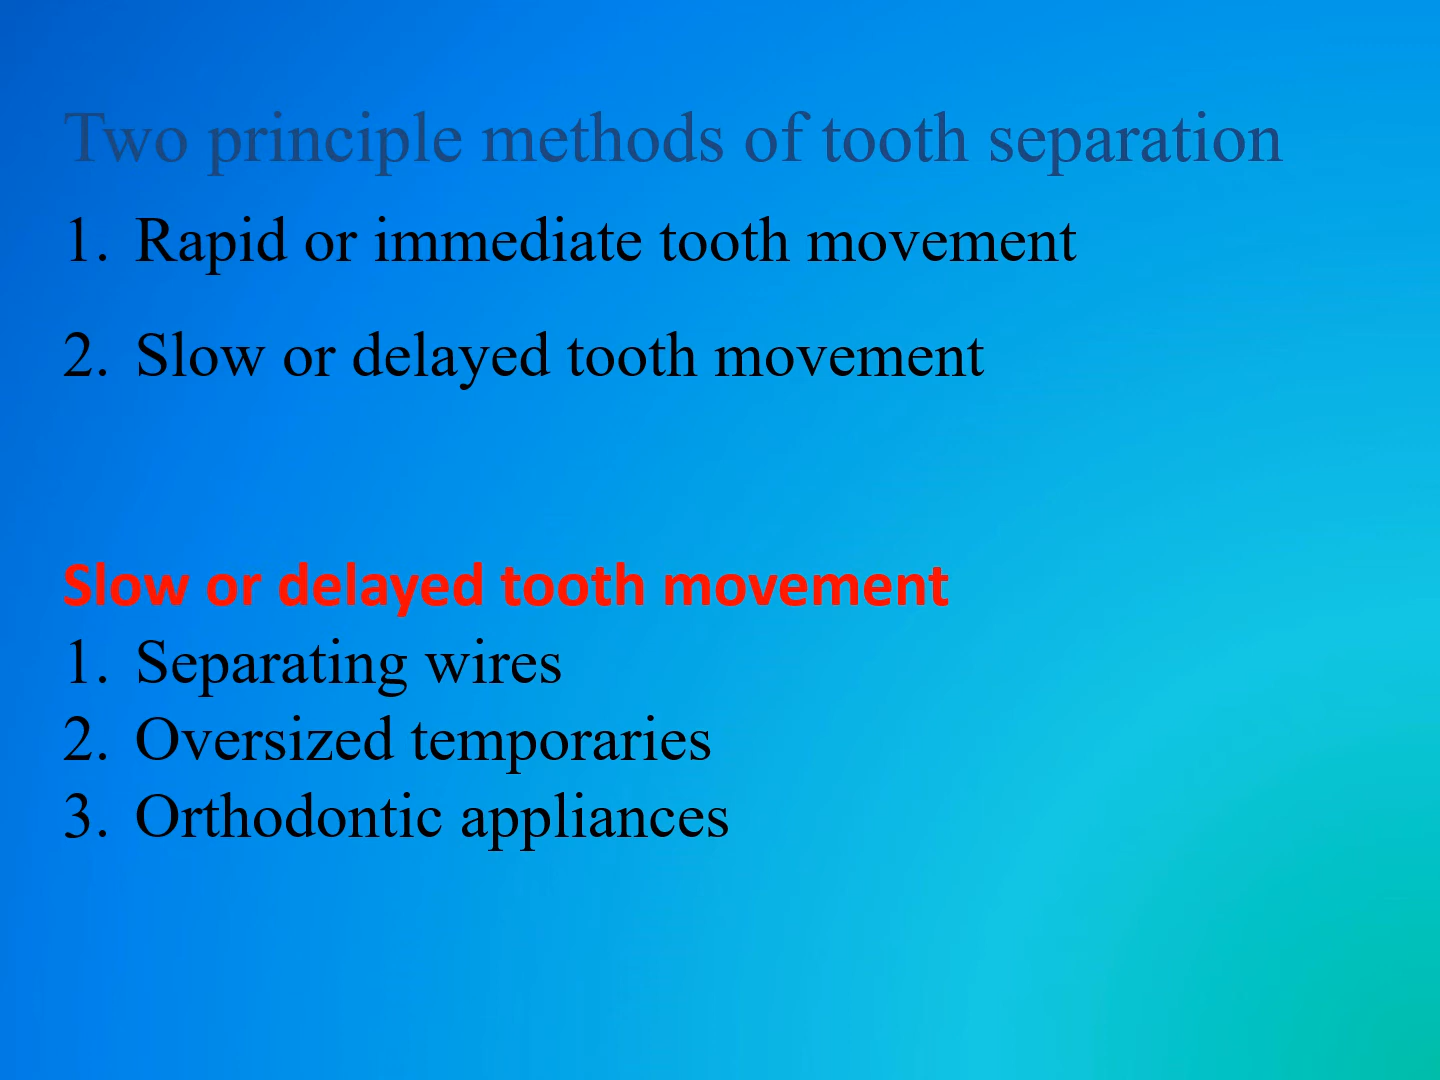 Two principle methods of tooth separation
1. Rapid or immediate tooth movement
2. Slow or delayed tooth movement
Slow or delayed tooth movement
1. Separating wires
2. Oversized temporaries
3. Orthodontic appliances